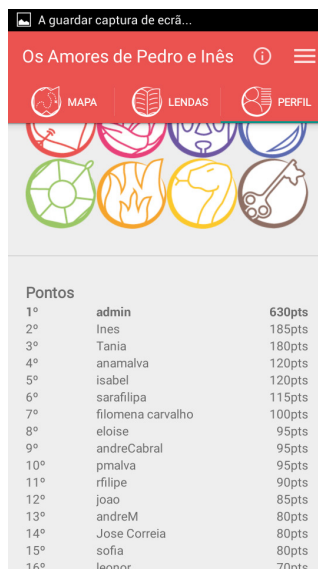 A guardar captura de ecrã...
Os Amores de Pedro e Inês
MAPA LENDAS PERFIL
Pontos
1º admin 630pts
2º Ines 185pts
3º Tania 180pts
4º anamalva 120pts
5º isabel 120pts
6º sarafilipa 115pts
7º filomena carvalho 100pts
8º eloise 95pts
9º andreCabral 95pts
10º pmalva 95pts
11º rfilipe 90pts
12º joao 85pts
13º andreM 80pts
14º Jose Correia 80pts
15º sofia 80pts
16º leonor 70pts